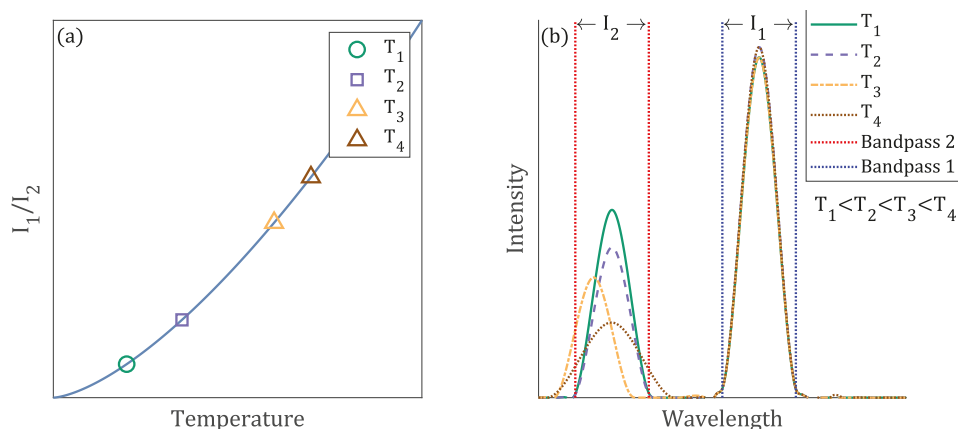 (a)
T₁
T₂
T₃
T₄
I₁/I₂
Temperature
(b)
← I₂ →
← I₁ →
T₁
T₂
T₃
T₄
Bandpass 2
Bandpass 1
T₁<T₂<T₃<T₄
Intensity
Wavelength